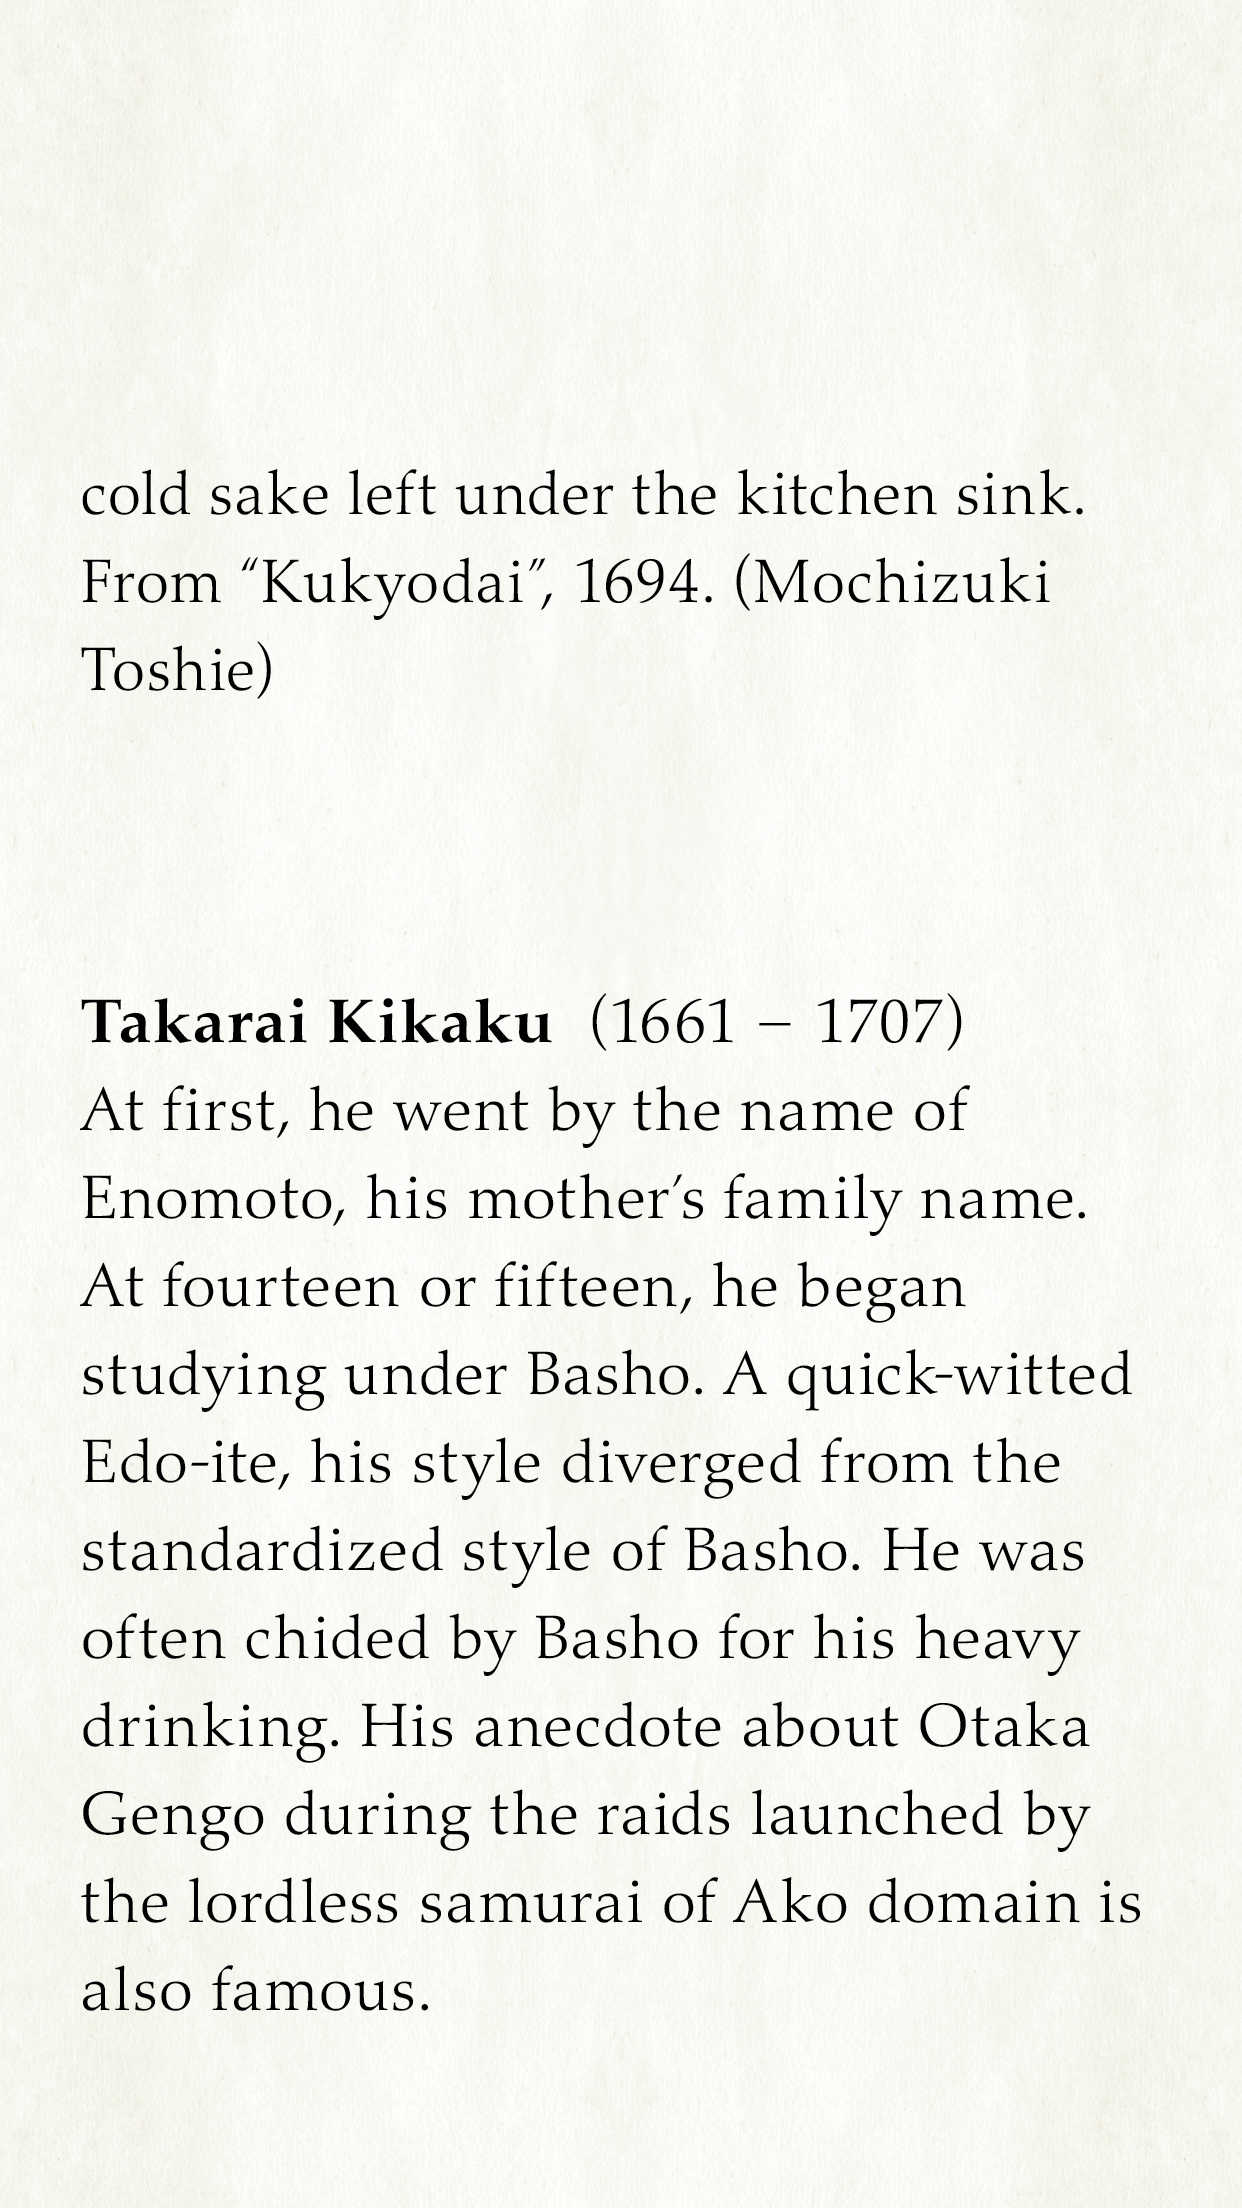 cold sake left under the kitchen sink.
From “Kukyodai”, 1694. (Mochizuki
Toshie)
Takarai Kikaku (1661 – 1707)
At first, he went by the name of
Enomoto, his mother’s family name.
At fourteen or fifteen, he began
studying under Basho. A quick-witted
Edo-ite, his style diverged from the
standardized style of Basho. He was
often chided by Basho for his heavy
drinking. His anecdote about Otaka
Gengo during the raids launched by
the lordless samurai of Ako domain is
also famous.